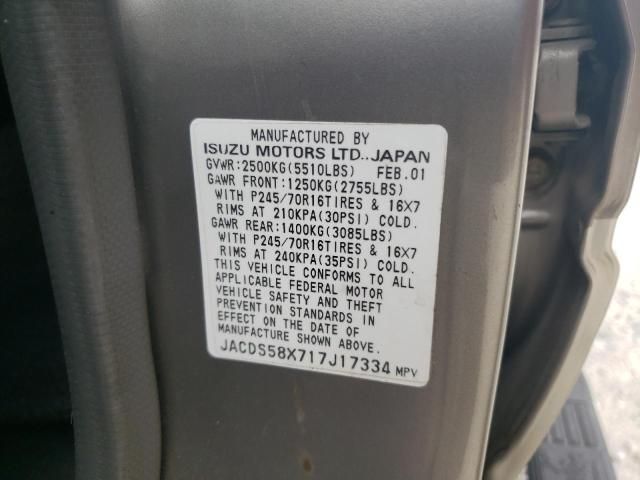 MANUFACTURED BY
ISUZU MOTORS LTD., JAPAN
GVWR:2500KG(5510LBS) FEB.01
GAWR FRONT:1250KG(2755LBS)
WITH P245/70R16TIRES & 16X7
RIMS AT 210KPA(30PSI) COLD.
GAWR REAR:1400KG(3085LBS)
WITH P245/70R16TIRES & 16X7
RIMS AT 240KPA(35PSI) COLD.
THIS VEHICLE CONFORMS TO ALL
APPLICABLE FEDERAL MOTOR
VEHICLE SAFETY AND THEFT
PREVENTION STANDARDS IN
EFFECT ON THE DATE OF
MANUFACTURE SHOWN ABOVE.
JACDS58X717J17334 MPV